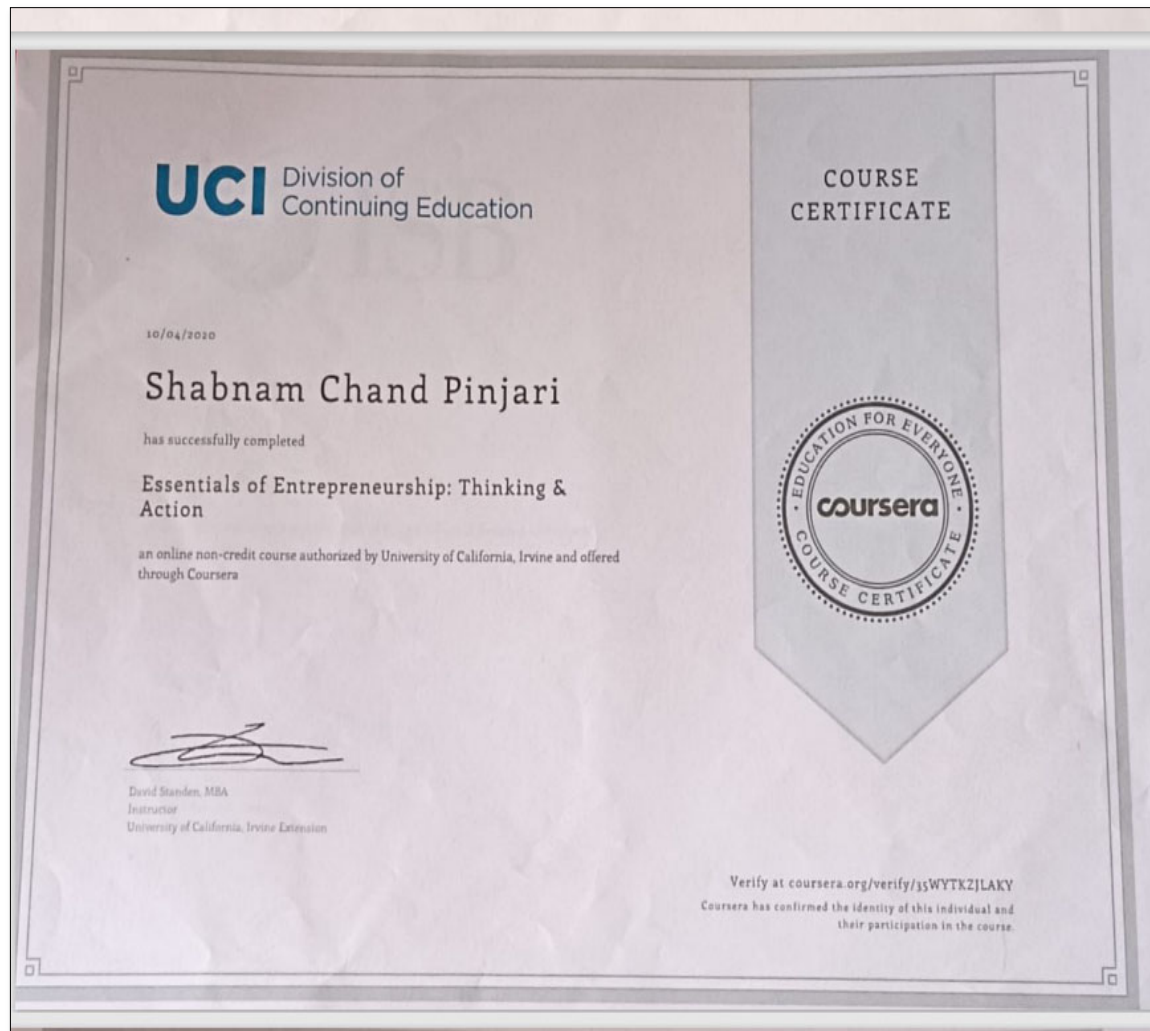 UCI Division of
Continuing Education
COURSE
CERTIFICATE
10/04/2020
Shabnam Chand Pinjari
has successfully completed
Essentials of Entrepreneurship: Thinking &
Action
an online non-credit course authorized by University of California, Irvine and offered
through Coursera
EDUCATION FOR EVERYONE
coursera
COURSE CERTIFICATE
David Standen, MBA
Instructor
University of California, Irvine Extension
Verify at coursera.org/verify/35WYTKZJLAKY
Coursera has confirmed the identity of this individual and
their participation in the course.